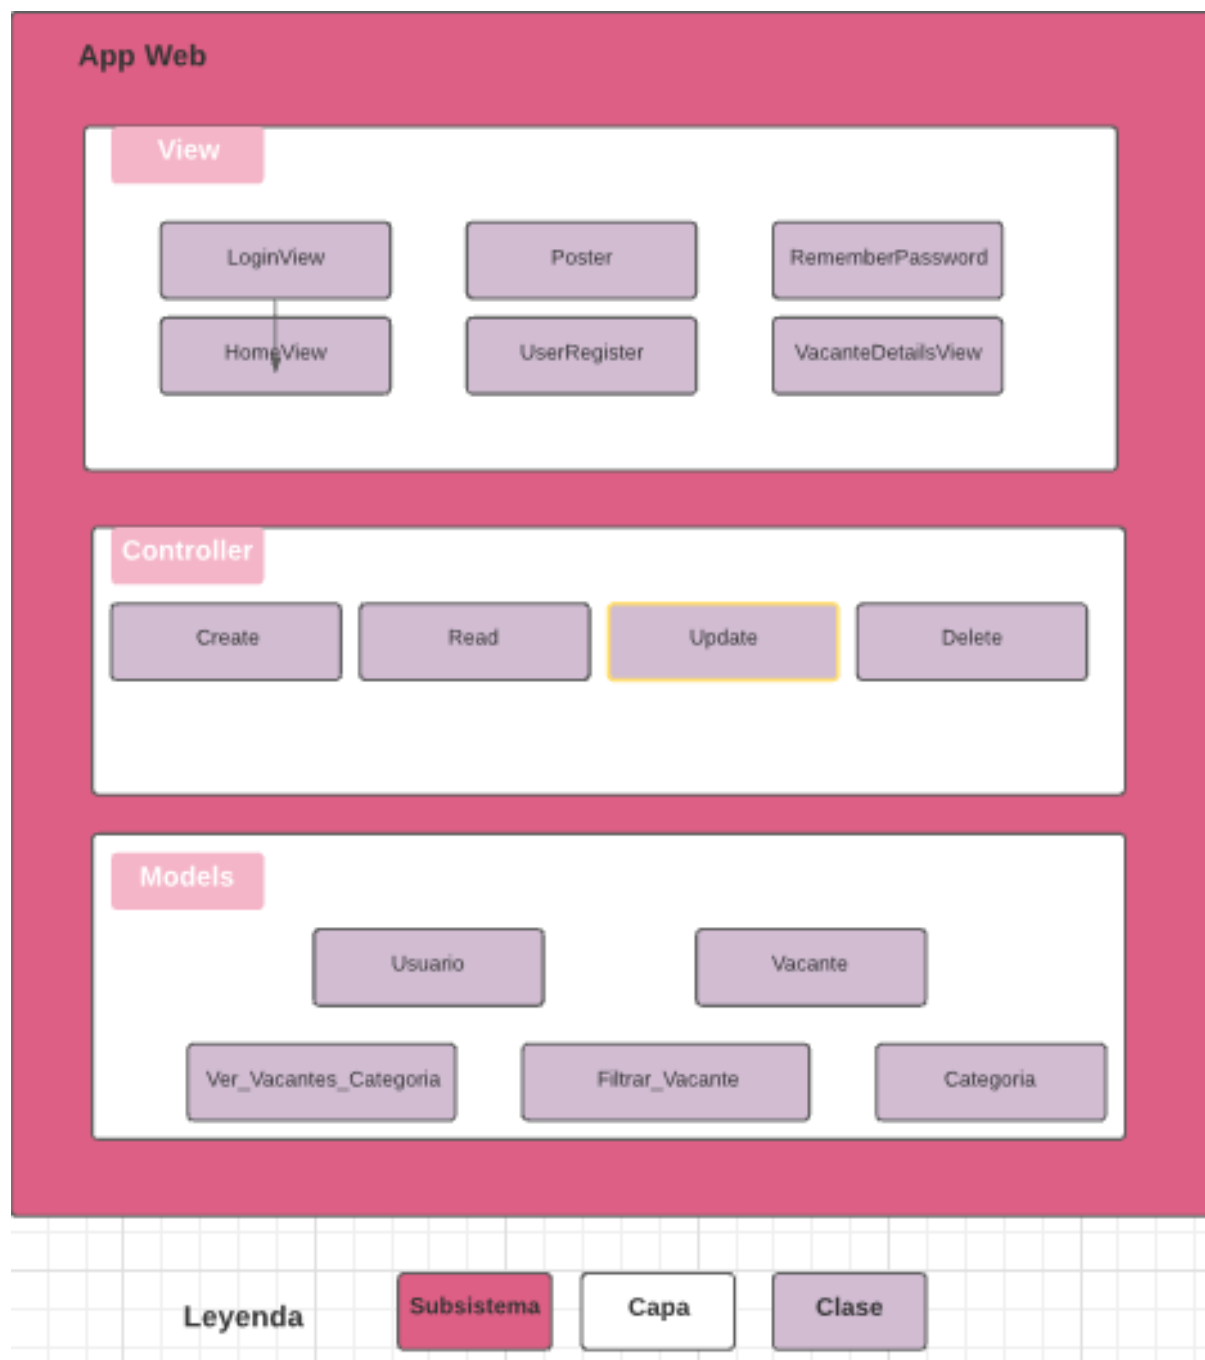 App Web
View
LoginView
Poster
RememberPassword
HomeView
UserRegister
VacanteDetailsView
Controller
Create
Read
Update
Delete
Models
Usuario
Vacante
Ver_Vacantes_Categoria
Filtrar_Vacante
Categoria
Leyenda
Subsistema
Capa
Clase